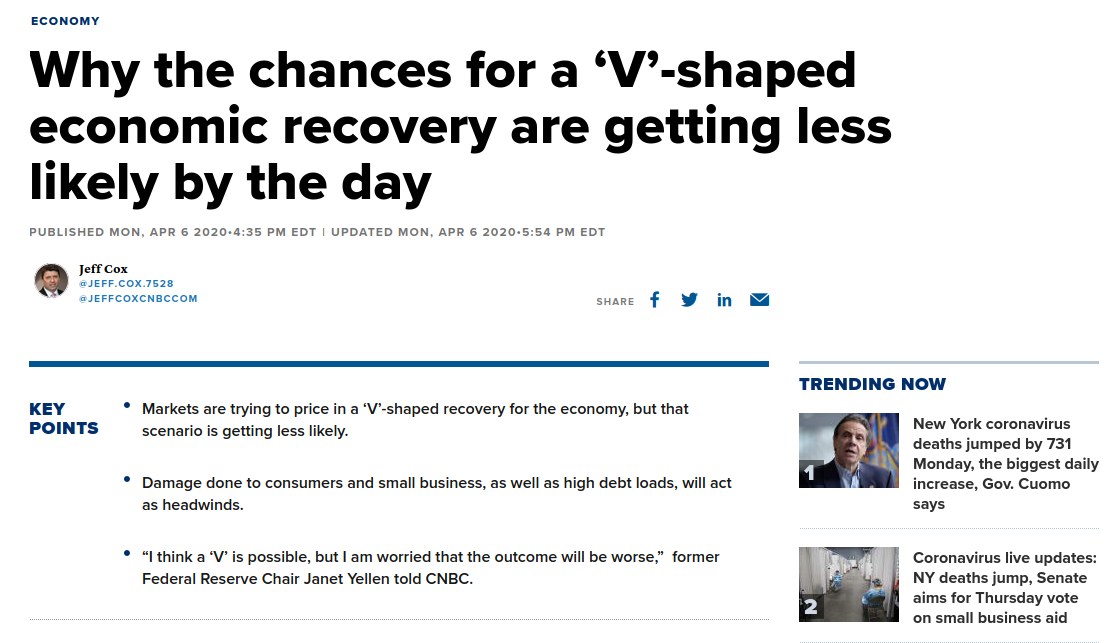 ECONOMY
Why the chances for a ‘V’-shaped
economic recovery are getting less
likely by the day
PUBLISHED MON, APR 6 2020•4:35 PM EDT | UPDATED MON, APR 6 2020•5:54 PM EDT
Jeff Cox
@JEFF.COX.7528
@JEFFCOXCNBCCOM
SHARE
KEY
POINTS
• Markets are trying to price in a ‘V’-shaped recovery for the economy, but that
scenario is getting less likely.
• Damage done to consumers and small business, as well as high debt loads, will act
as headwinds.
• “I think a ‘V’ is possible, but I am worried that the outcome will be worse,”  former
Federal Reserve Chair Janet Yellen told CNBC.
TRENDING NOW
1
New York coronavirus
deaths jumped by 731
Monday, the biggest daily
increase, Gov. Cuomo
says
2
Coronavirus live updates:
NY deaths jump, Senate
aims for Thursday vote
on small business aid